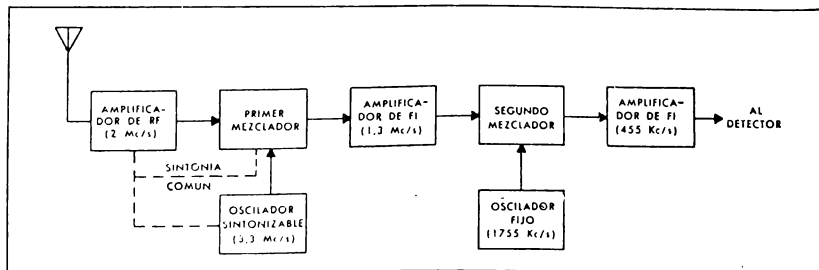 AMPLIFICA-
DOR DE RF
(2 Mc/s)
PRIMER
MEZCLADOR
AMPLIFICA-
DOR DE FI
(1,3 Mc/s)
SEGUNDO
MEZCLADOR
AMPLIFICA-
DOR DE FI
(455 Kc/s)
AL
DETECTOR
SINTONIA
COMUN
OSCILADOR
SINTONIZABLE
(3,3 Mc/s)
OSCILADOR
FIJO
(1755 Kc/s)